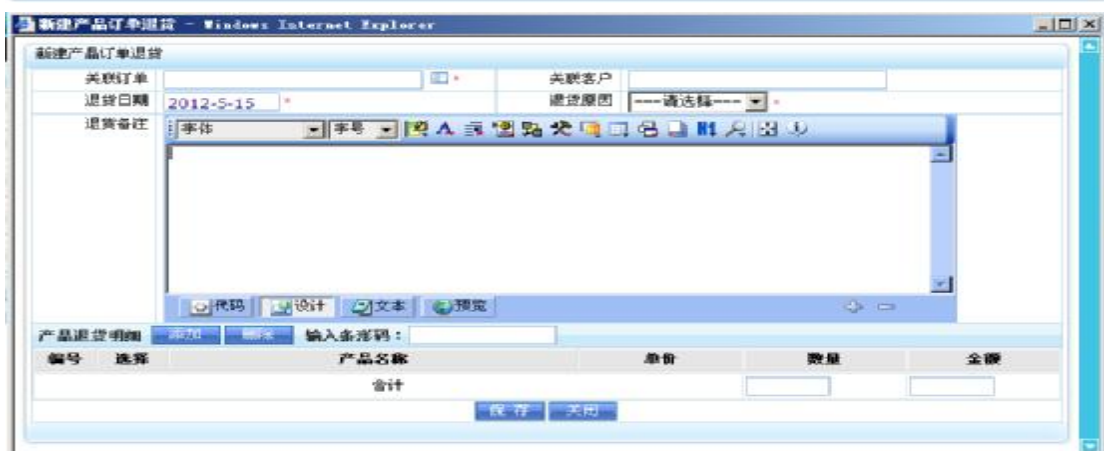 新建产品订单退货 - Windows Internet Explorer
新建产品订单退货
关联订单 * 关联客户
退货日期 2012-5-15 * 退货原因 ---请选择--- *
退货备注 字体 字号
代码 设计 文本 预览
产品退货明细 添加 删除 输入条形码：
编号 选择 产品名称 单价 数量 金额
合计
保存 关闭